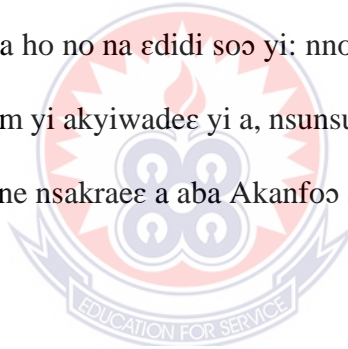 a ho no na ɛdidi soɔ yi: nno
m yi akyiwadeɛ yi a, nsunsu
ne nsakraeɛ a aba Akanfoɔ
EDUCATION FOR SERVICE